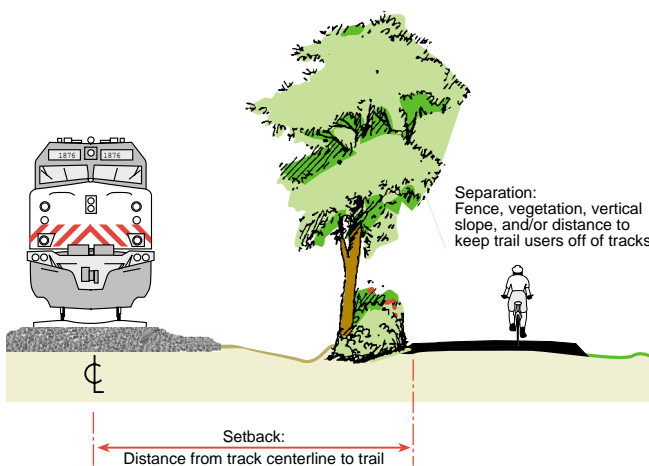 1876 1876
Separation:
Fence, vegetation, vertical
slope, and/or distance to
keep trail users off of tracks
℄
Setback:
Distance from track centerline to trail